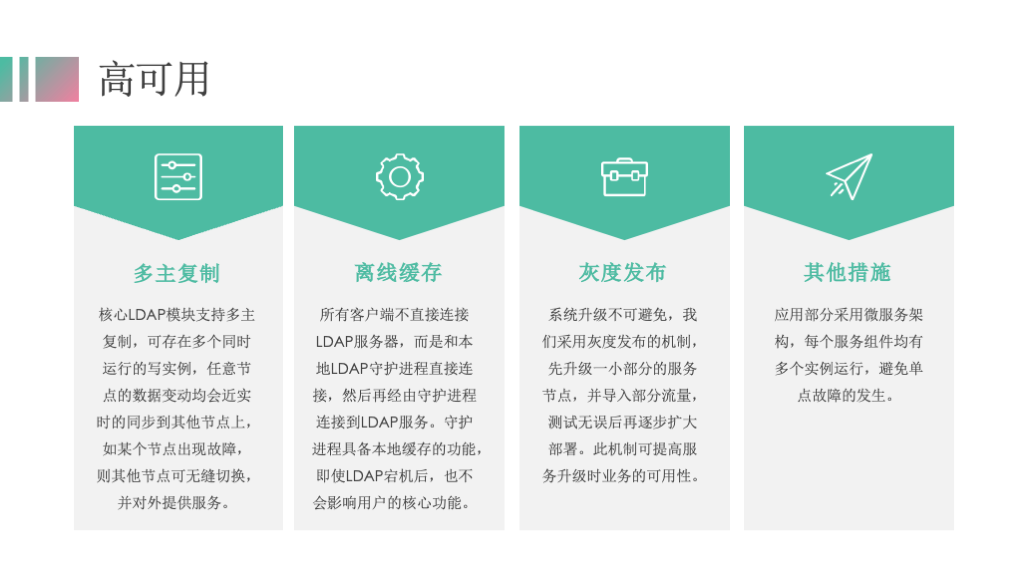 高可用
多主复制
核心LDAP模块支持多主
复制，可存在多个同时
运行的写实例，任意节
点的数据变动均会近实
时的同步到其他节点上，
如某个节点出现故障，
则其他节点可无缝切换，
并对外提供服务。
离线缓存
所有客户端不直接连接
LDAP服务器，而是和本
地LDAP守护进程直接连
接，然后再经由守护进程
连接到LDAP服务。守护
进程具备本地缓存的功能，
即使LDAP宕机后，也不
会影响用户的核心功能。
灰度发布
系统升级不可避免，我
们采用灰度发布的机制，
先升级一小部分的服务
节点，并导入部分流量，
测试无误后再逐步扩大
部署。此机制可提高服
务升级时业务的可用性。
其他措施
应用部分采用微服务架
构，每个服务组件均有
多个实例运行，避免单
点故障的发生。